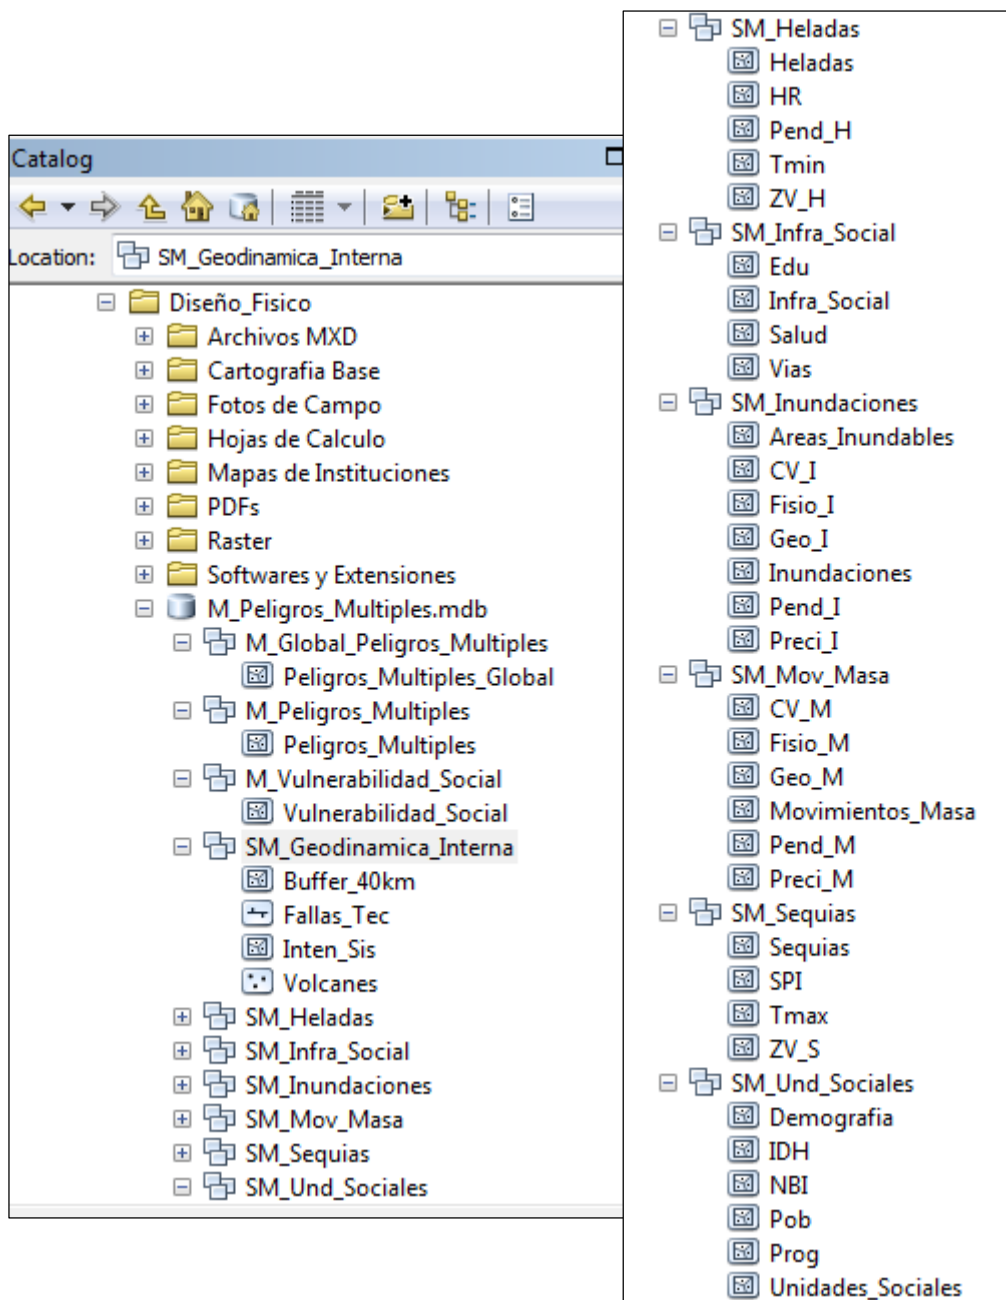 Catalog
Location: SM_Geodinamica_Interna
Diseño_Fisico
Archivos MXD
Cartografia Base
Fotos de Campo
Hojas de Calculo
Mapas de Instituciones
PDFs
Raster
Softwares y Extensiones
M_Peligros_Multiples.mdb
M_Global_Peligros_Multiples
Peligros_Multiples_Global
M_Peligros_Multiples
Peligros_Multiples
M_Vulnerabilidad_Social
Vulnerabilidad_Social
SM_Geodinamica_Interna
Buffer_40km
Fallas_Tec
Inten_Sis
Volcanes
SM_Heladas
SM_Infra_Social
SM_Inundaciones
SM_Mov_Masa
SM_Sequias
SM_Und_Sociales
SM_Heladas
Heladas
HR
Pend_H
Tmin
ZV_H
SM_Infra_Social
Edu
Infra_Social
Salud
Vias
SM_Inundaciones
Areas_Inundables
CV_I
Fisio_I
Geo_I
Inundaciones
Pend_I
Preci_I
SM_Mov_Masa
CV_M
Fisio_M
Geo_M
Movimientos_Masa
Pend_M
Preci_M
SM_Sequias
Sequias
SPI
Tmax
ZV_S
SM_Und_Sociales
Demografia
IDH
NBI
Pob
Prog
Unidades_Sociales